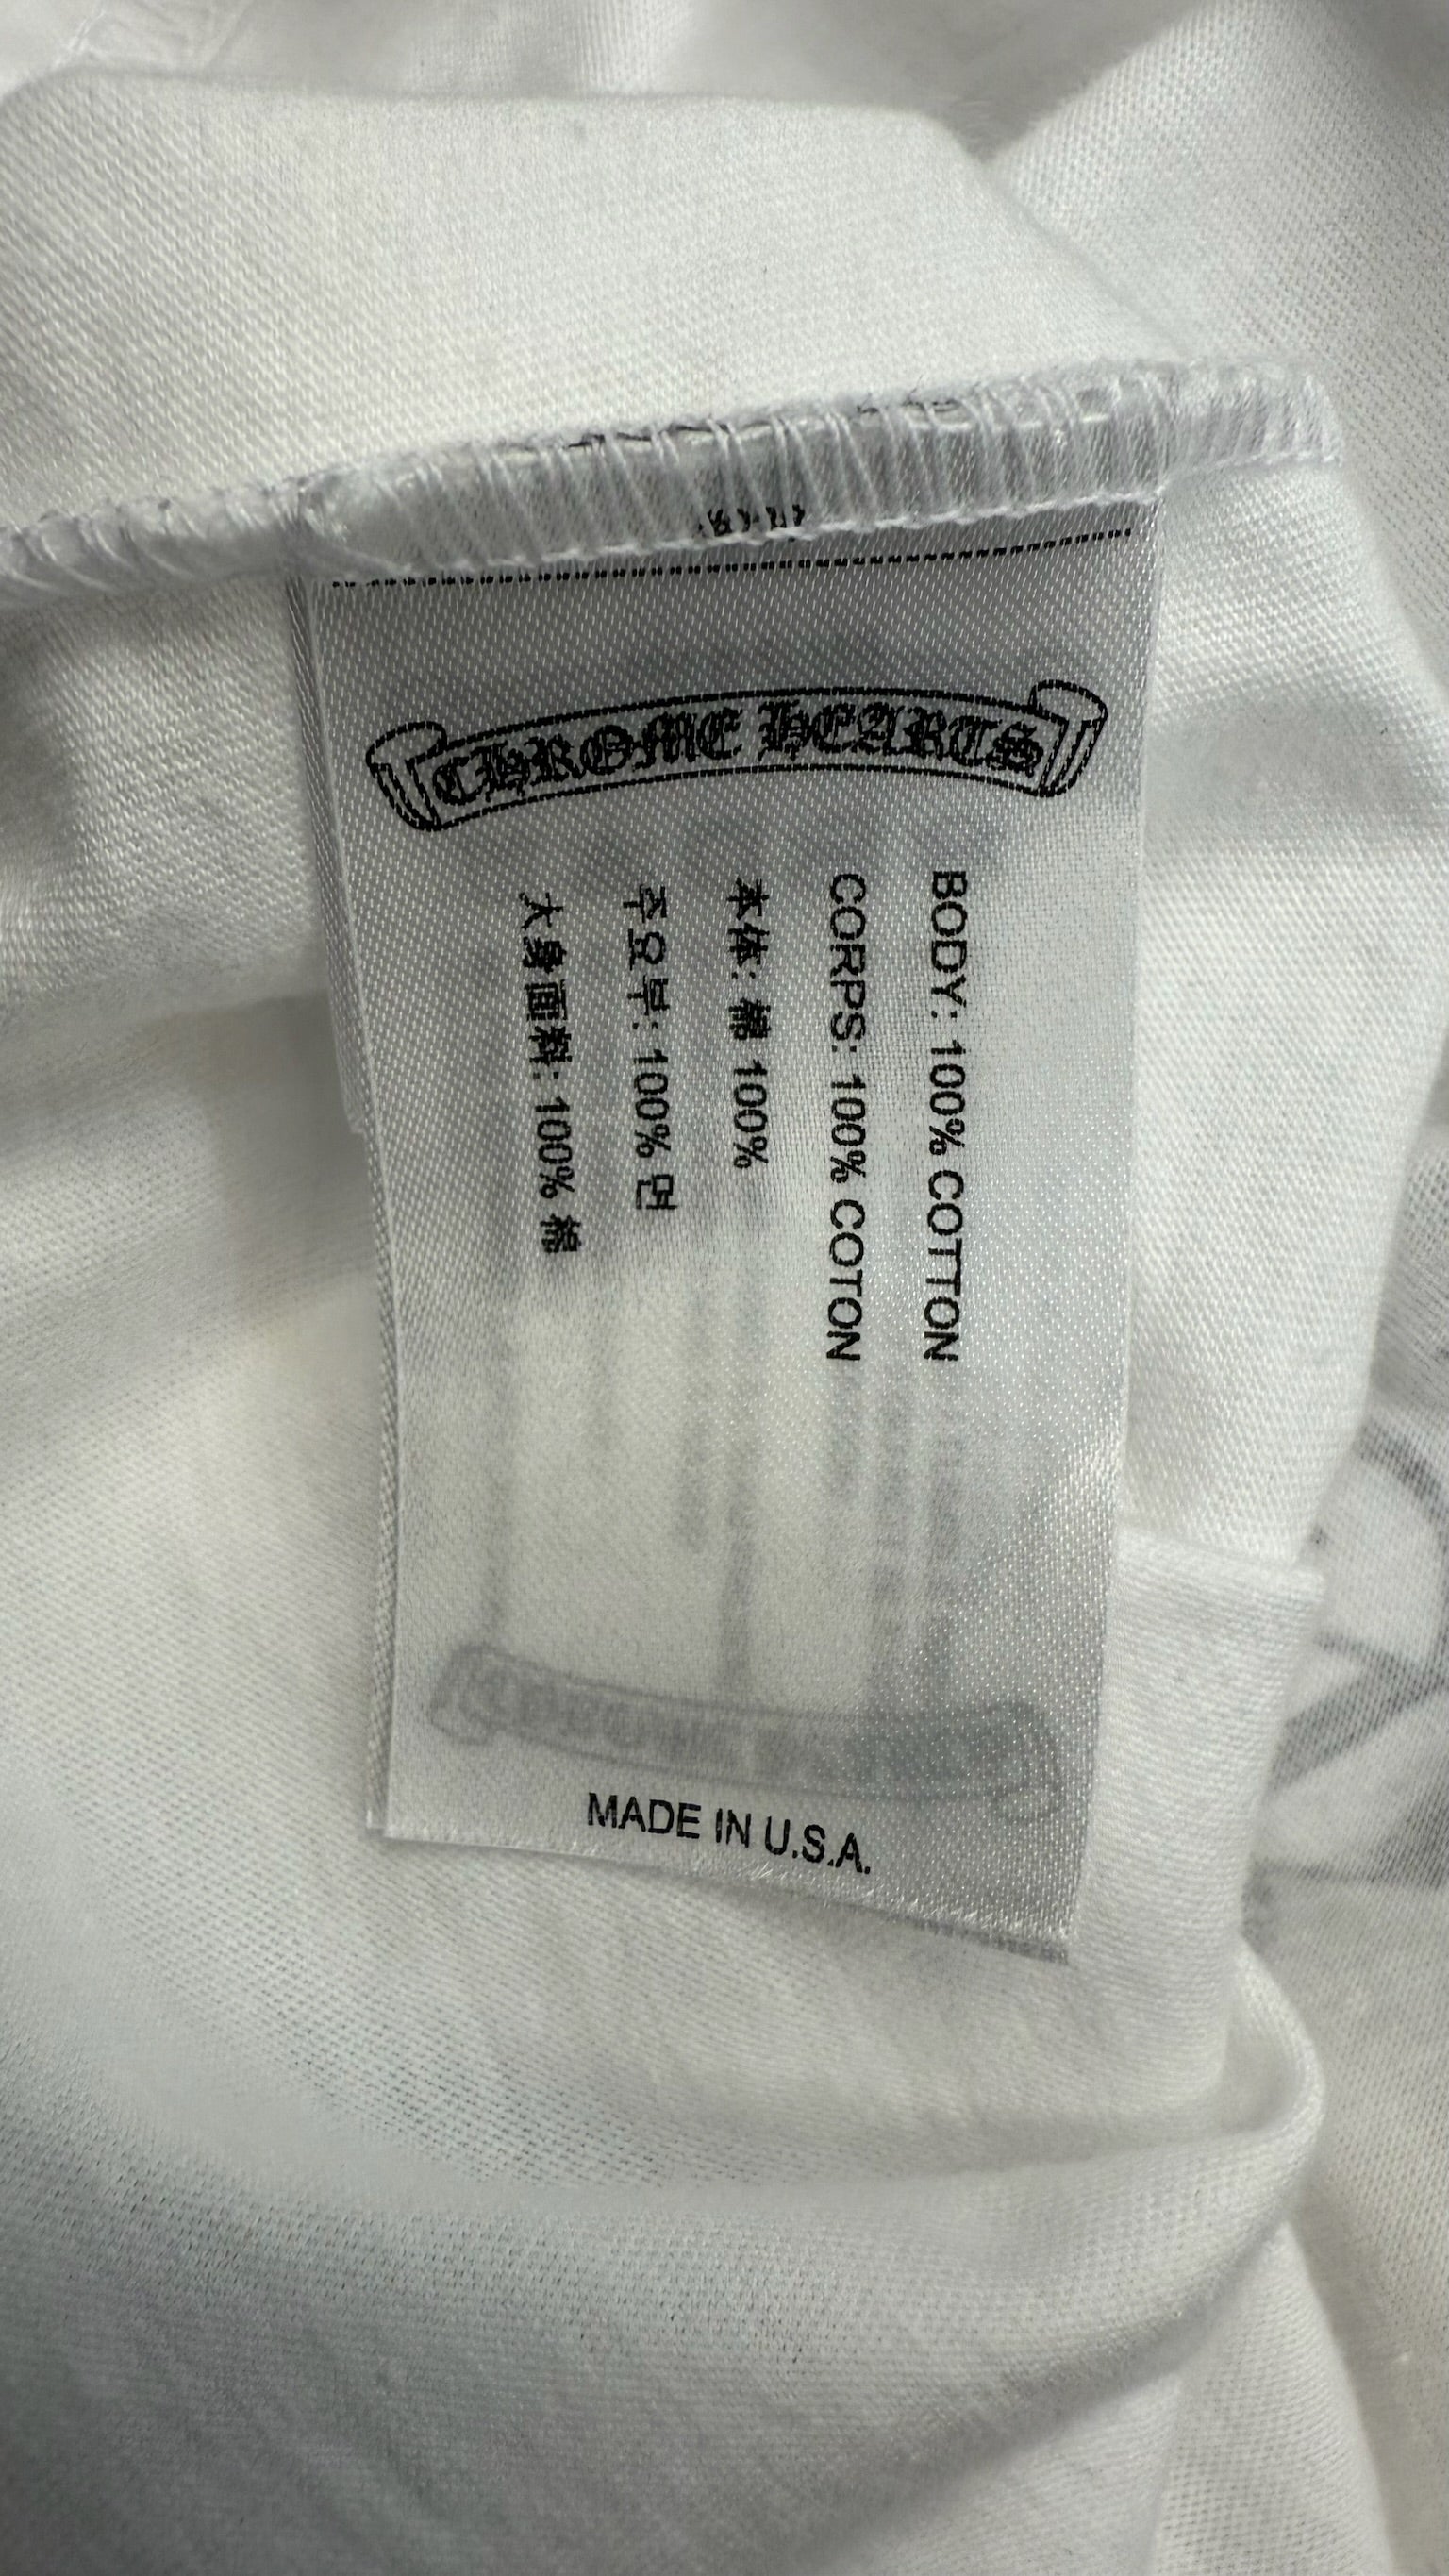 CHROME HEARTS
BODY: 100% COTTON
CORPS: 100% COTON
本体: 綿 100%
주요부: 100% 면
大身面料: 100% 棉
MADE IN U.S.A.